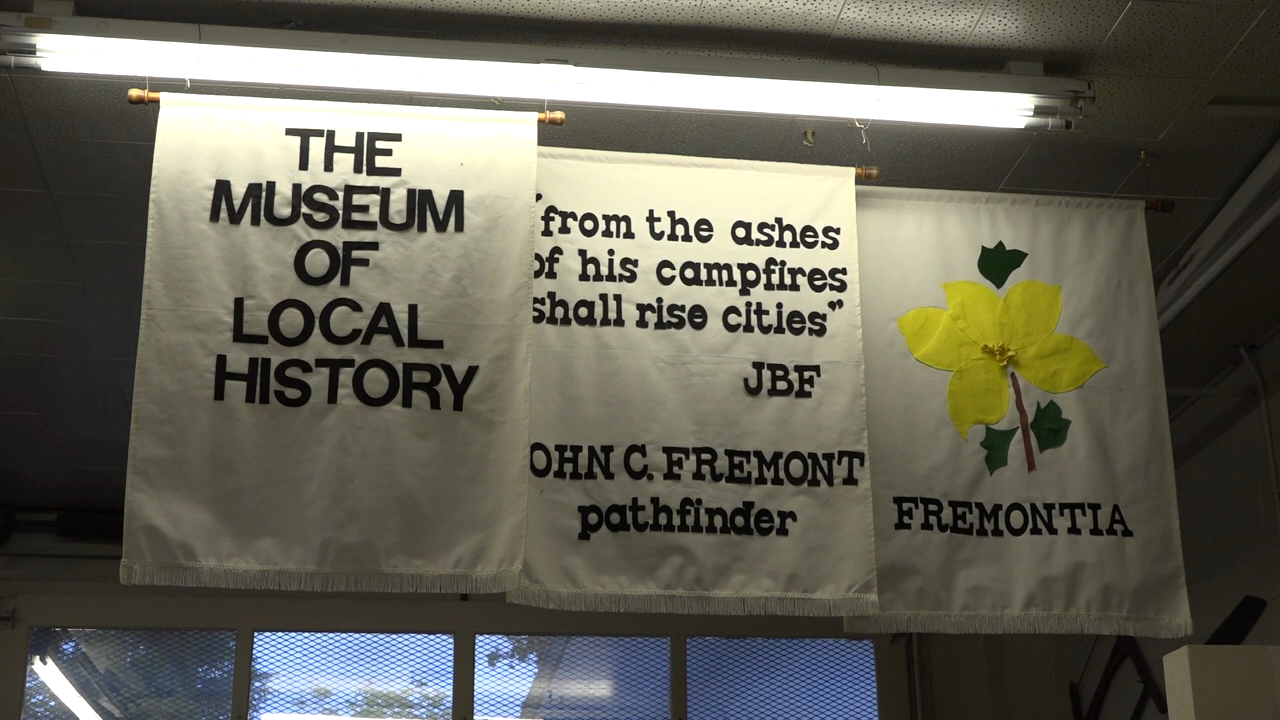 THE
MUSEUM
OF
LOCAL
HISTORY
"from the ashes
of his campfires
shall rise cities"
JBF
OHN C. FREMONT
pathfinder
FREMONTIA